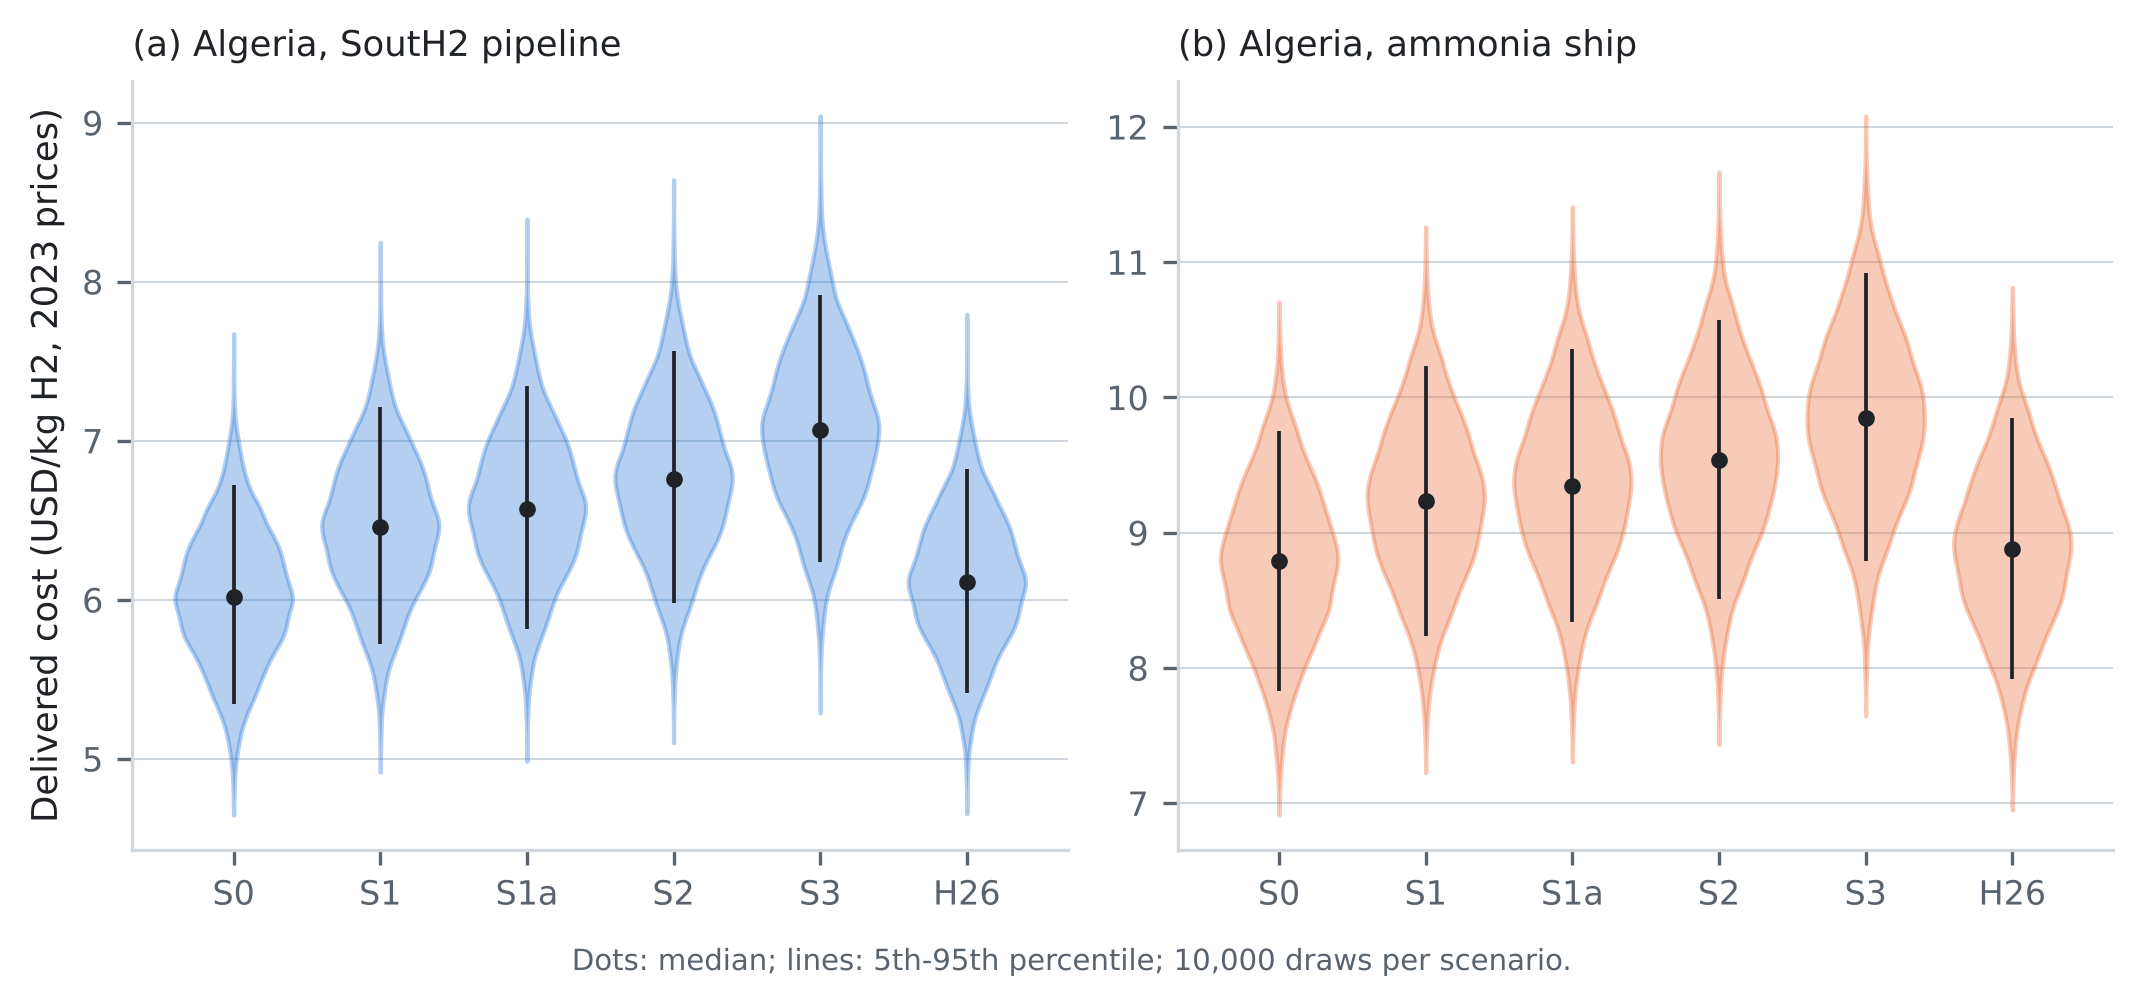 (a) Algeria, SoutH2 pipeline
Delivered cost (USD/kg H2, 2023 prices)
9
8
7
6
5
S0 S1 S1a S2 S3 H26
(b) Algeria, ammonia ship
12
11
10
9
8
7
S0 S1 S1a S2 S3 H26
Dots: median; lines: 5th-95th percentile; 10,000 draws per scenario.